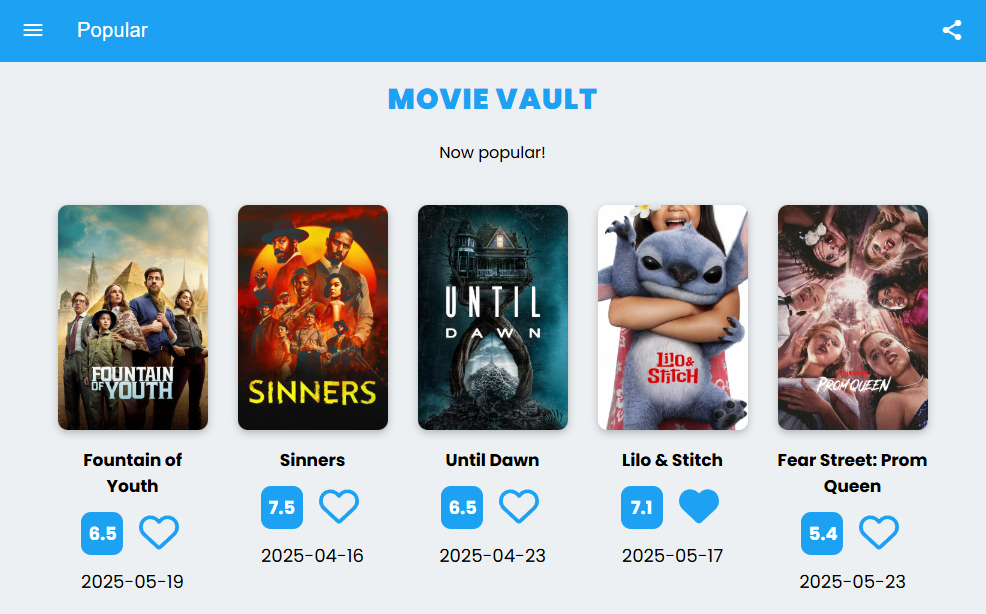 Popular
MOVIE VAULT
Now popular!
FOUNTAIN
OF YOUTH
SINNERS
UNTIL
DAWN
Lilo &
Stitch
PROM QUEEN
Fountain of
Youth
Sinners
Until Dawn
Lilo & Stitch
Fear Street: Prom
Queen
6.5
7.5
6.5
7.1
5.4
2025-05-19
2025-04-16
2025-04-23
2025-05-17
2025-05-23